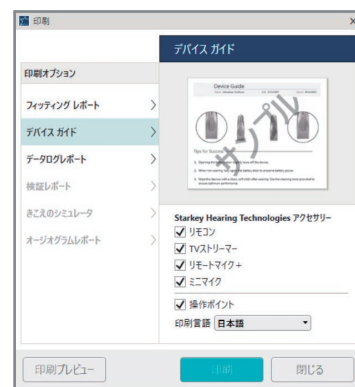 印刷
デバイス ガイド
印刷オプション
フィッティング レポート
デバイス ガイド
データログレポート
検証レポート
きこえのシミュレータ
オージオグラムレポート
Device Guide
サンプル
Tips for Success
Starkey Hearing Technologies アクセサリー
リモコン
TVストリーマー
リモートマイク+
ミニマイク
操作ポイント
印刷言語 日本語
印刷プレビュー
印刷
閉じる